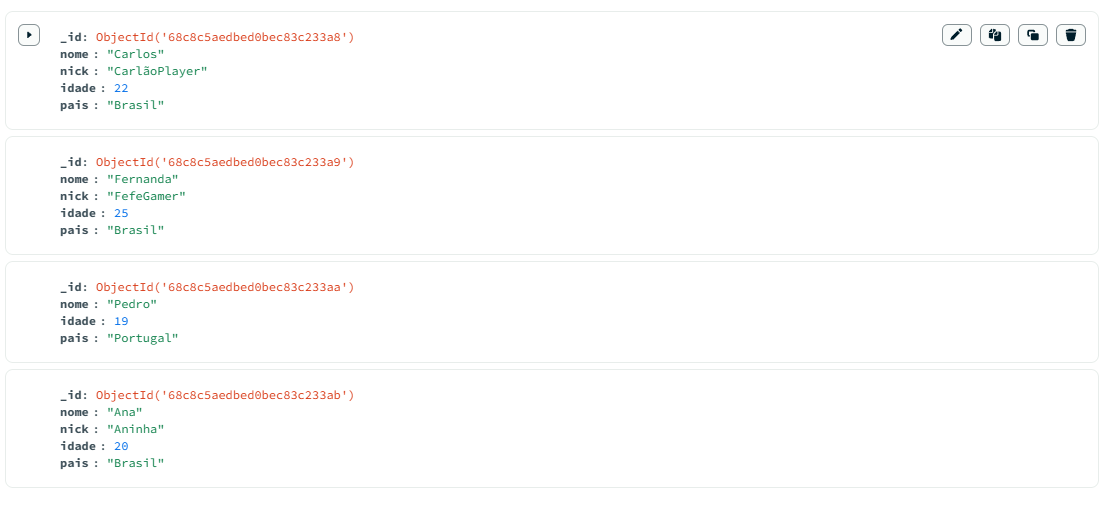 _id: ObjectId('68c8c5aedbed0bec83c233a8')
nome : "Carlos"
nick : "CarlãoPlayer"
idade : 22
pais : "Brasil"
_id: ObjectId('68c8c5aedbed0bec83c233a9')
nome : "Fernanda"
nick : "FefeGamer"
idade : 25
pais : "Brasil"
_id: ObjectId('68c8c5aedbed0bec83c233aa')
nome : "Pedro"
idade : 19
pais : "Portugal"
_id: ObjectId('68c8c5aedbed0bec83c233ab')
nome : "Ana"
nick : "Aninha"
idade : 20
pais : "Brasil"